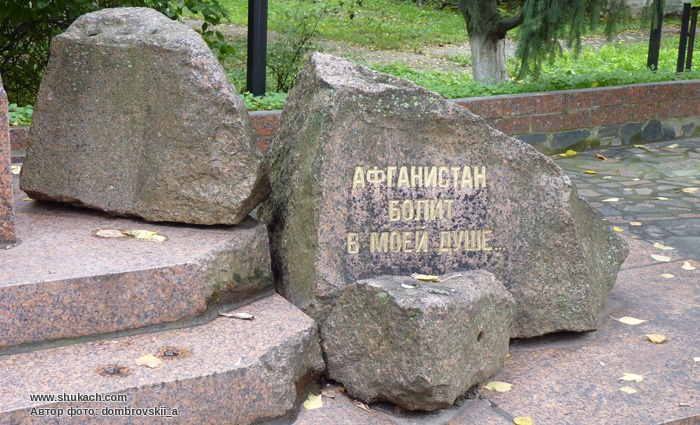 АФГАНИСТАН
БОЛИТ
В МОЕЙ ДУШЕ...
www.shukach.com
Автор фото: dombrovskii_a